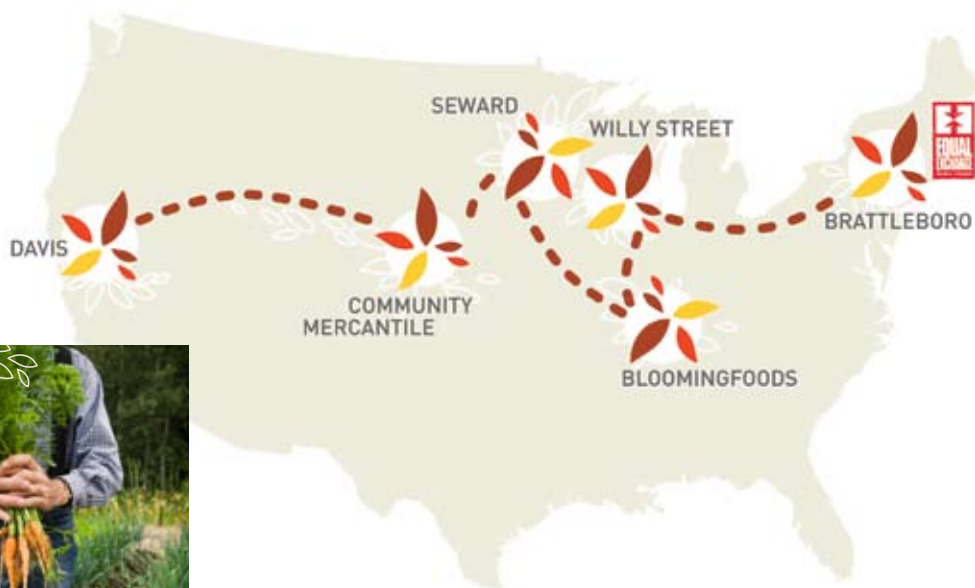 SEWARD
WILLY STREET
EQUAL
EXCHANGE
BRATTLEBORO
DAVIS
COMMUNITY
MERCANTILE
BLOOMINGFOODS